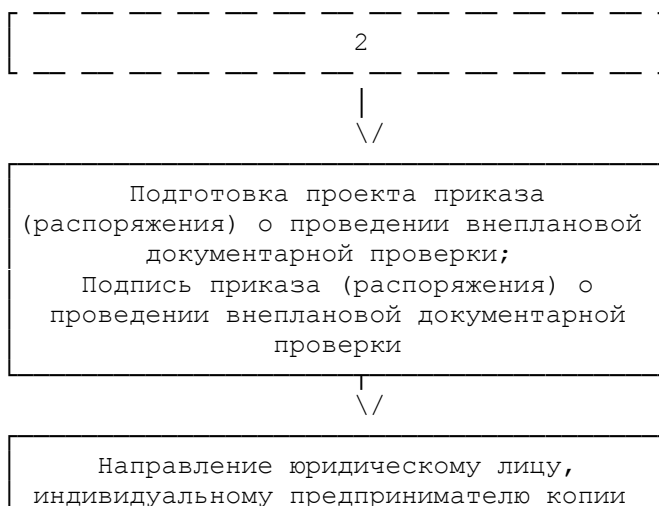 2
Подготовка проекта приказа
(распоряжения) о проведении внеплановой
документарной проверки;
Подпись приказа (распоряжения) о
проведении внеплановой документарной
проверки
Направление юридическому лицу,
индивидуальному предпринимателю копии